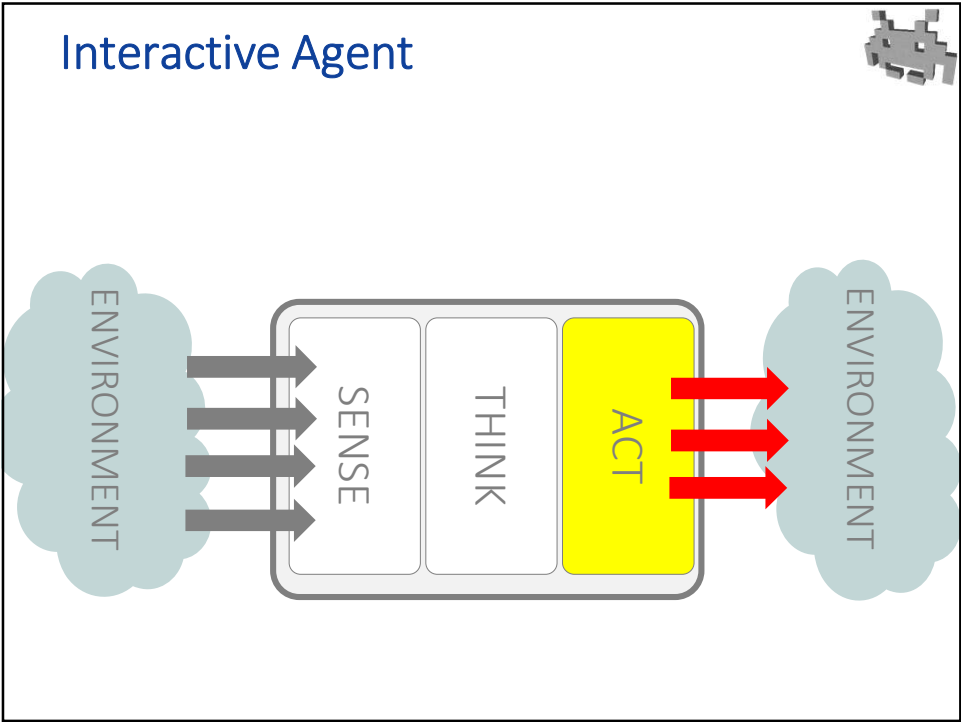 Interactive Agent
ENVIRONMENT
SENSE
THINK
ACT
ENVIRONMENT